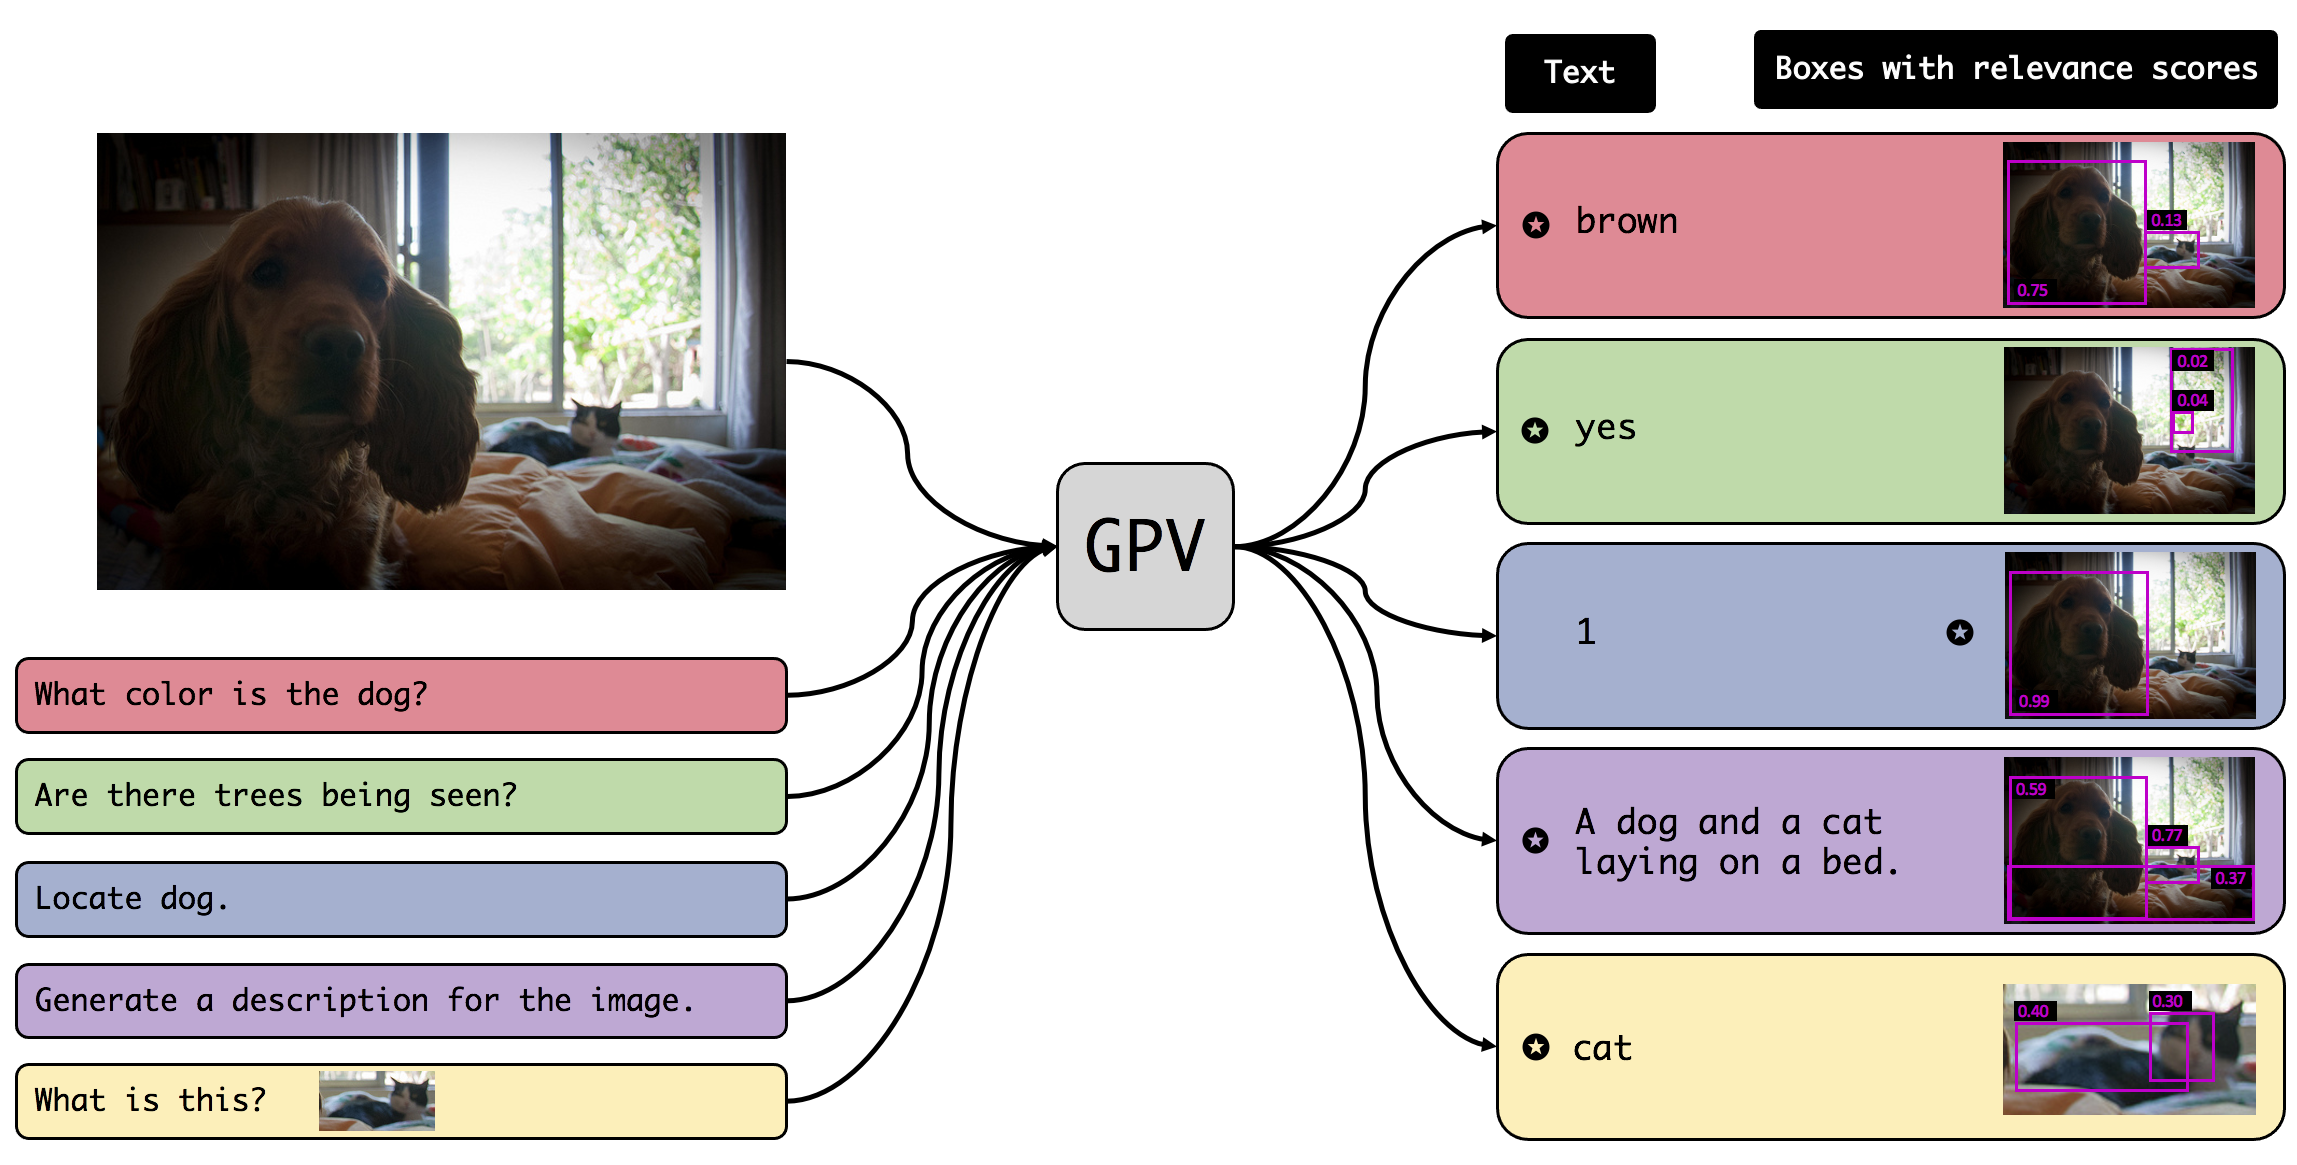 Text
Boxes with relevance scores
What color is the dog?
Are there trees being seen?
Locate dog.
Generate a description for the image.
What is this?
GPV
brown
0.13
0.75
yes
0.02
0.04
1
0.99
A dog and a cat
laying on a bed.
0.59
0.77
0.37
cat
0.40
0.30